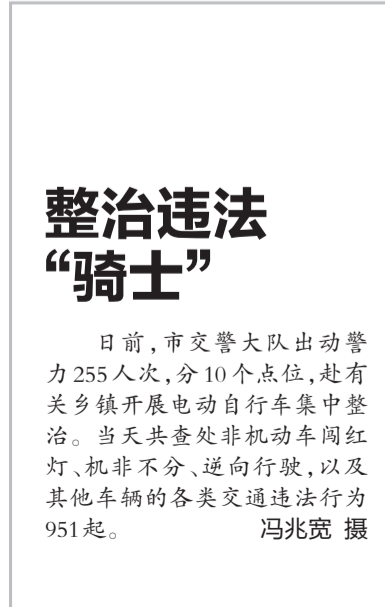 整治违法
“骑士”
日前,市交警大队出动警
力255人次,分10个点位,赴有
关乡镇开展电动自行车集中整
治。当天共查处非机动车闯红
灯、机非不分、逆向行驶,以及
其他车辆的各类交通违法行为
951起。 冯兆宽 摄